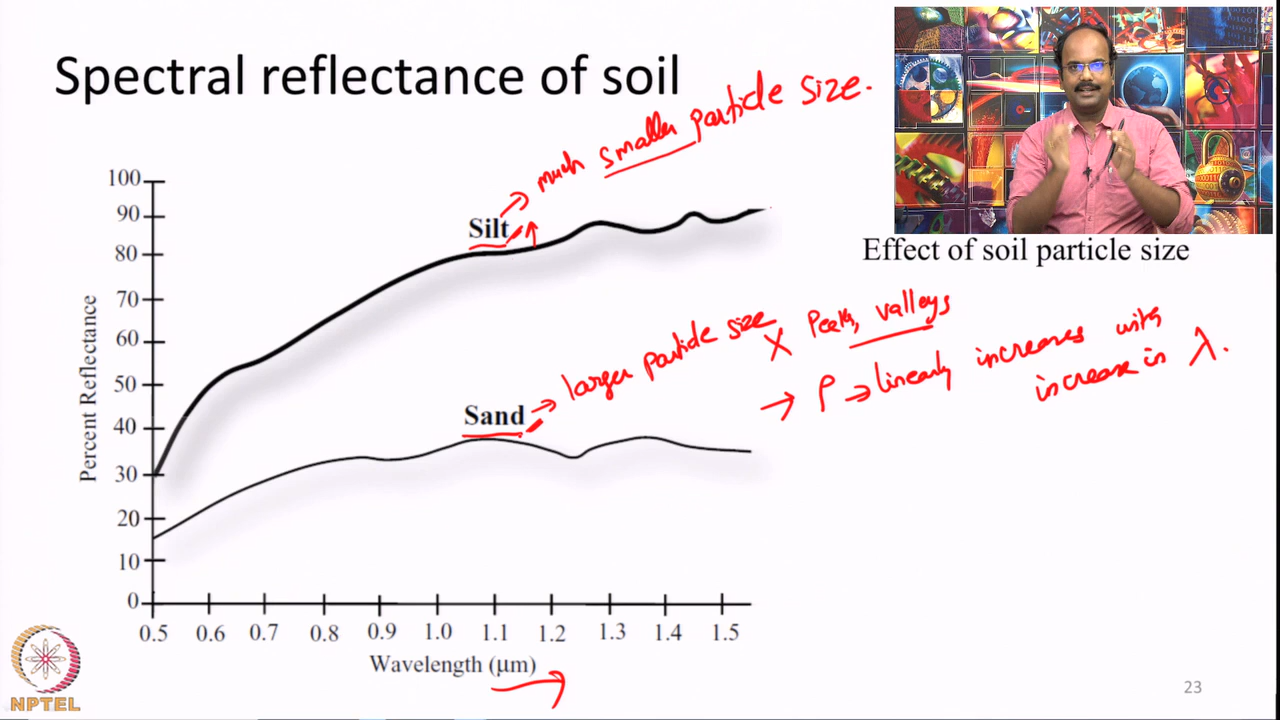 Spectral reflectance of soil
much smaller particle size.
Effect of soil particle size
Percent Reflectance
100
90
80
70
60
50
40
30
20
10
0
Silt
Sand
larger particle size
X Peaks, valleys
→ ρ → linearly increases with
increase in λ.
0.5 0.6 0.7 0.8 0.9 1.0 1.1 1.2 1.3 1.4 1.5
Wavelength (μm)
NPTEL
23